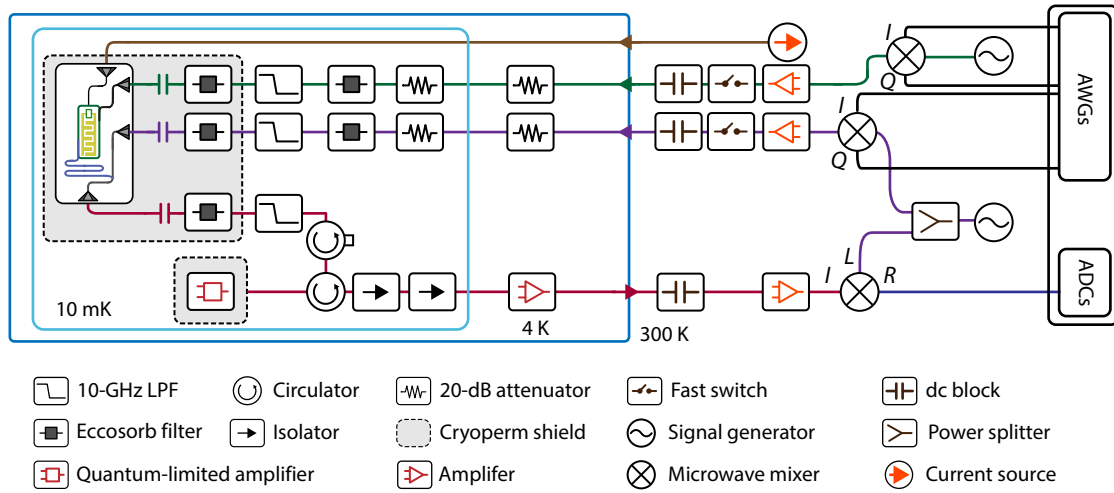 I
Q
AWGs
I
Q
L
I
R
ADCs
10 mK
4 K
300 K
10-GHz LPF
Circulator
20-dB attenuator
Fast switch
dc block
Eccosorb filter
Isolator
Cryoperm shield
Signal generator
Power splitter
Quantum-limited amplifier
Amplifer
Microwave mixer
Current source